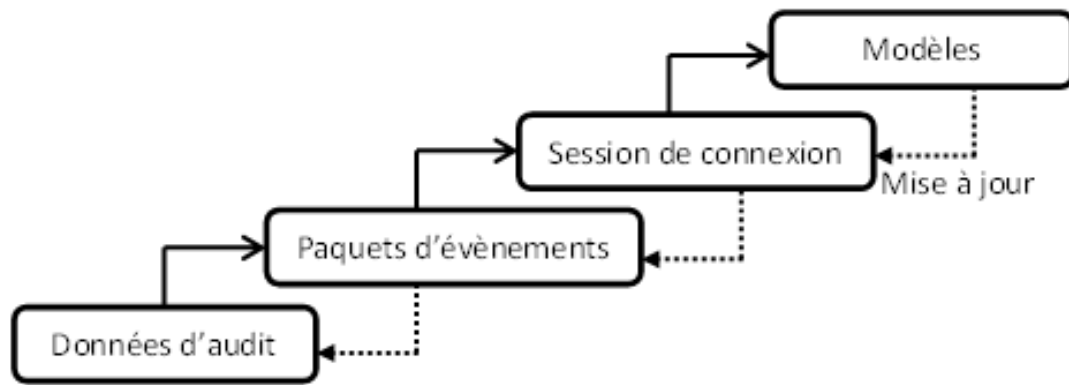 Modèles
Session de connexion
Mise à jour
Paquets d'évènements
Données d'audit